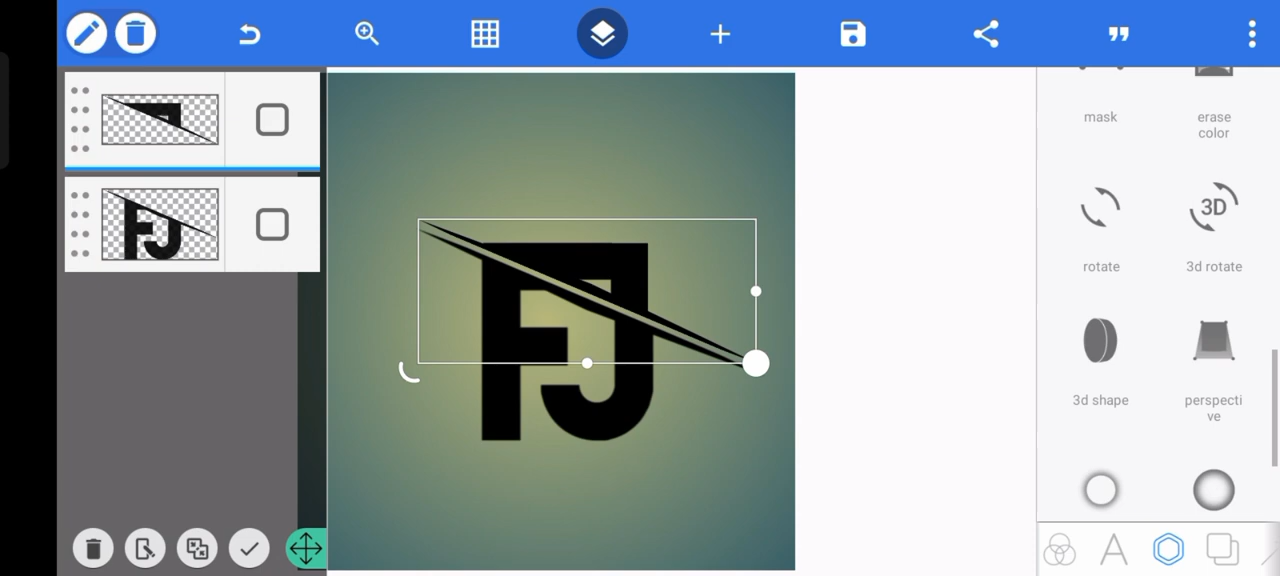 FJ
mask
erase
color
rotate
3D
3d rotate
3d shape
perspecti
ve
A